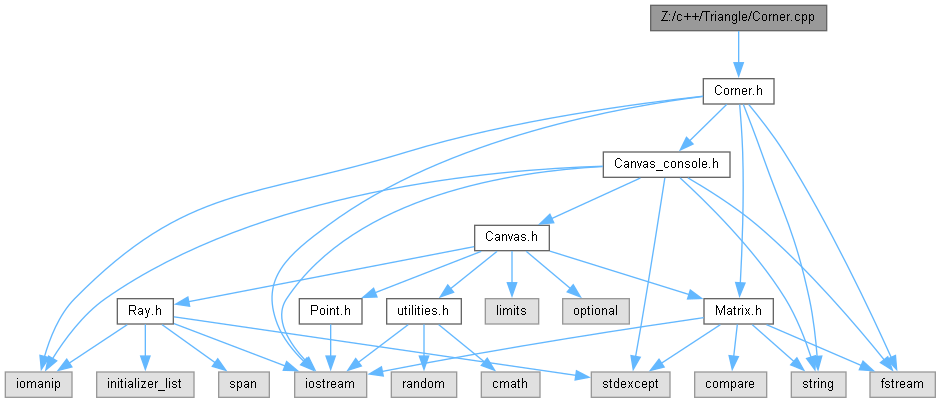 Z:/c++/Triangle/Corner.cpp
Corner.h
Canvas_console.h
Canvas.h
Ray.h
Point.h
utilities.h
limits
optional
Matrix.h
iomanip
initializer_list
span
iostream
random
cmath
stdexcept
compare
string
fstream